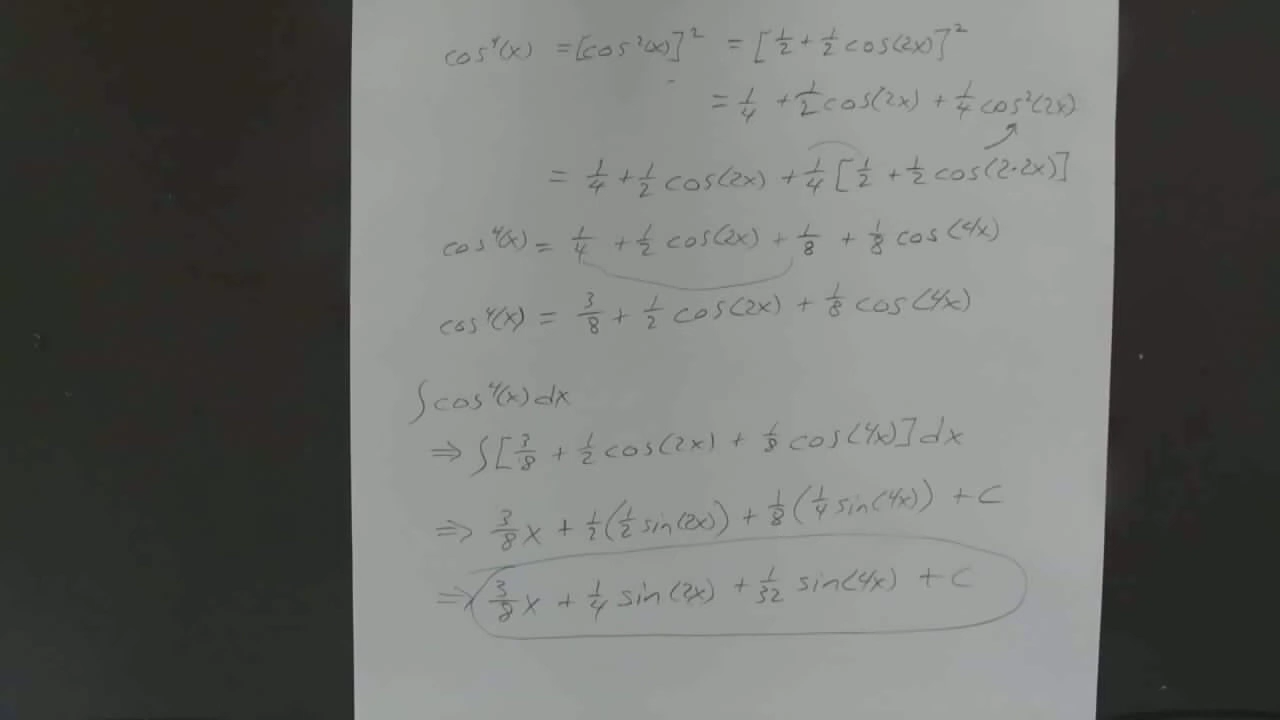 cos⁴(x) = [cos²(x)]² = [1/2 + 1/2 cos(2x)]²
= 1/4 + 1/2 cos(2x) + 1/4 cos²(2x)
= 1/4 + 1/2 cos(2x) + 1/4 [1/2 + 1/2 cos(2·2x)]
cos⁴(x) = 1/4 + 1/2 cos(2x) + 1/8 + 1/8 cos(4x)
cos⁴(x) = 3/8 + 1/2 cos(2x) + 1/8 cos(4x)
∫ cos⁴(x) dx
⇒ ∫ [3/8 + 1/2 cos(2x) + 1/8 cos(4x)] dx
⇒ 3/8 x + 1/2 (1/2 sin(2x)) + 1/8 (1/4 sin(4x)) + C
⇒ 3/8 x + 1/4 sin(2x) + 1/32 sin(4x) + C